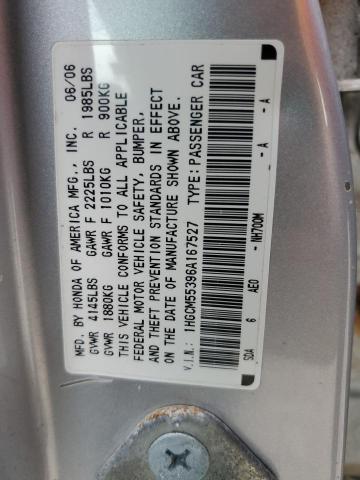 MFD. BY HONDA OF AMERICA MFG., INC. 06/06
GVWR 4145LBS GAWR F 2225LBS R 1985LBS
GVWR 1880KG GAWR F 1010KG R 900KG
THIS VEHICLE CONFORMS TO ALL APPLICABLE
FEDERAL MOTOR VEHICLE SAFETY, BUMPER,
AND THEFT PREVENTION STANDARDS IN EFFECT
ON THE DATE OF MANUFACTURE SHOWN ABOVE.
V.I.N.: 1HGCM55396A167527 TYPE: PASSENGER CAR
SDA 6 AEO - NH700M - A - A